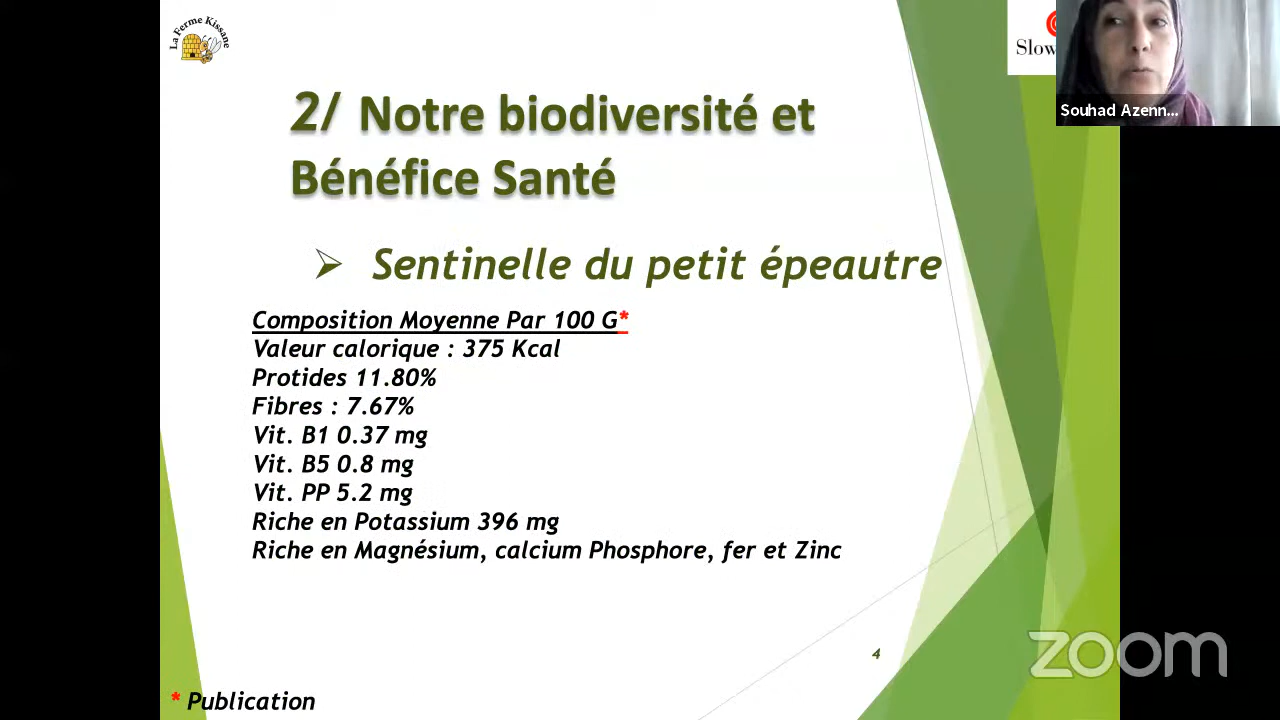 La Ferme Kissane
Slow
Souhad Azenn...
2/ Notre biodiversité et
Bénéfice Santé
➢ Sentinelle du petit épeautre
Composition Moyenne Par 100 G*
Valeur calorique : 375 Kcal
Protides 11.80%
Fibres : 7.67%
Vit. B1 0.37 mg
Vit. B5 0.8 mg
Vit. PP 5.2 mg
Riche en Potassium 396 mg
Riche en Magnésium, calcium Phosphore, fer et Zinc
4
zoom
* Publication